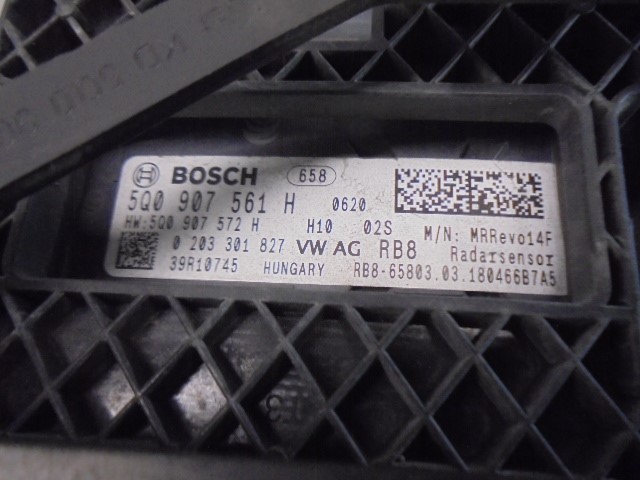 BOSCH 658
5Q0 907 561 H 0620
HW:5Q0 907 572 H H10 02S M/N: MRRevo14F
0 203 301 827 VW AG RB8 Radarsensor
39R10745 HUNGARY RB8-65803.03.180466B7A5